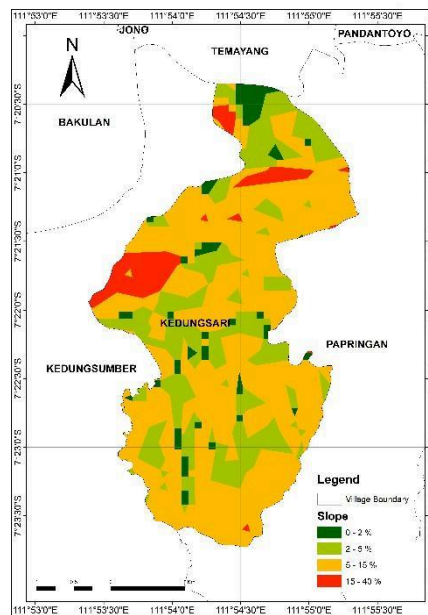 111°53'0"E 111°53'30"E 111°54'0"E 111°54'30"E 111°55'0"E 111°55'30"E
JONO
PANDANTOYO
TEMAYANG
N
BAKULAN
7°20'30"S
7°21'0"S
7°21'30"S
7°22'0"S
KEDUNGSARI
PAPRINGAN
KEDUNGSUMBER
7°22'30"S
7°23'0"S
7°23'30"S
Legend
Village Boundary
Slope
0 - 2 %
2 - 5 %
5 - 15 %
15 - 40 %
111°53'0"E 111°53'30"E 111°54'0"E 111°54'30"E 111°55'0"E 111°55'30"E